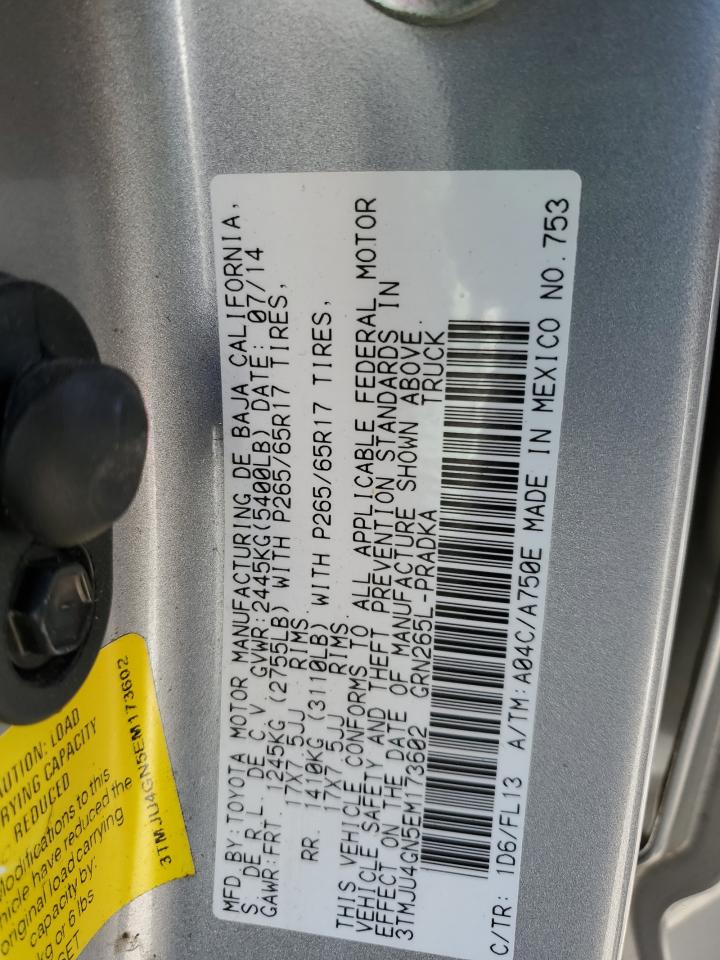 MFD.BY:TOYOTA MOTOR MANUFACTURING DE BAJA CALIFORNIA,
S DE R.L. DE C V GVWR:2445KG(5400LB) DATE: 07/14
GAWR:FRT 1245KG (2755LB) WITH P265/65R17 TIRES,
17X7.5JJ RIMS
RR. 1410KG (3110LB) WITH P265/65R17 TIRES,
17X7.5JJ RIMS.
THIS VEHICLE CONFORMS TO ALL APPLICABLE FEDERAL MOTOR
VEHICLE SAFETY AND THEFT PREVENTION STANDARDS IN
EFFECT ON THE DATE OF MANUFACTURE SHOWN ABOVE.
3TMJU4GN5EM173602 GRN265L-PRADKA TRUCK
C/TR: 1D6/FL13 A/TM:A04C/A750E MADE IN MEXICO NO.753
AUTION: LOAD
RYING CAPACITY
REDUCED
Modifications to this
hicle have reduced the
original load carrying
capacity by:
kg or 6 lbs
GET
3TMJU4GN5EM173602